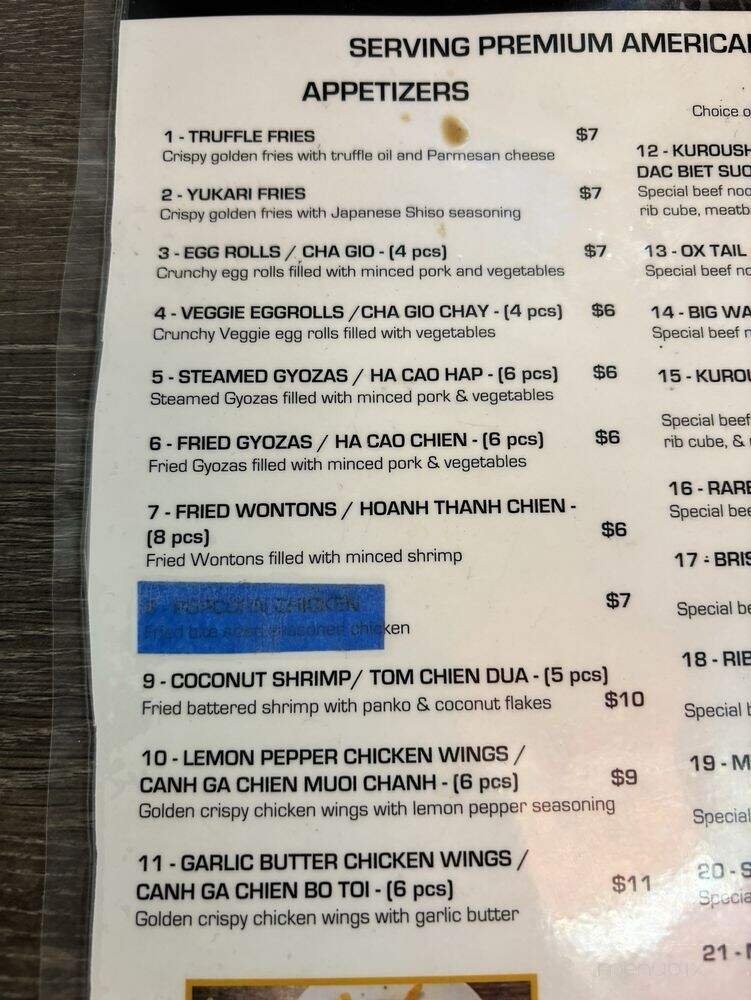 SERVING PREMIUM AMERICA
APPETIZERS
1 - TRUFFLE FRIES $7
Crispy golden fries with truffle oil and Parmesan cheese
2 - YUKARI FRIES $7
Crispy golden fries with Japanese Shiso seasoning
3 - EGG ROLLS / CHA GIO - (4 pcs) $7
Crunchy egg rolls filled with minced pork and vegetables
4 - VEGGIE EGGROLLS /CHA GIO CHAY - (4 pcs) $6
Crunchy Veggie egg rolls filled with vegetables
5 - STEAMED GYOZAS / HA CAO HAP - (6 pcs) $6
Steamed Gyozas filled with minced pork & vegetables
6 - FRIED GYOZAS / HA CAO CHIEN - (6 pcs) $6
Fried Gyozas filled with minced pork & vegetables
7 - FRIED WONTONS / HOANH THANH CHIEN -
(8 pcs) $6
Fried Wontons filled with minced shrimp
8 - POPCORN CHICKEN $7
Fried bite sized seasoned chicken
9 - COCONUT SHRIMP/ TOM CHIEN DUA - (5 pcs)
Fried battered shrimp with panko & coconut flakes $10
10 - LEMON PEPPER CHICKEN WINGS /
CANH GA CHIEN MUOI CHANH - (6 pcs) $9
Golden crispy chicken wings with lemon pepper seasoning
11 - GARLIC BUTTER CHICKEN WINGS /
CANH GA CHIEN BO TOI - (6 pcs) $11
Golden crispy chicken wings with garlic butter
Choice o
12 - KUROUSH
DAC BIET SUO
Special beef noo
rib cube, meatb
13 - OX TAIL
Special beef no
14 - BIG WA
Special beef n
15 - KUROU
Special beef
rib cube, &
16 - RARE
Special bee
17 - BRIS
Special be
18 - RIB
Special b
19 - M
Special
20 - S
Specia
21 -